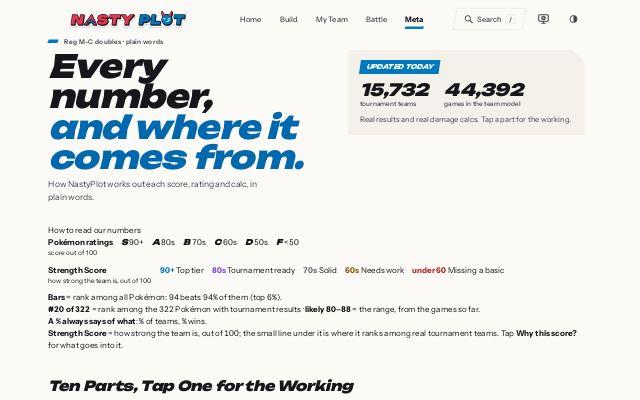 NASTY PLOT
Home Build My Team Battle Meta Search /
Reg M-C doubles · plain words
Every
number,
and where it
comes from.
How NastyPlot works out each score, rating and calc, in
plain words.
UPDATED TODAY
15,732 44,392
tournament teams games in the team model
Real results and real damage calcs. Tap a part for the working.
How to read our numbers
Pokémon ratings S 90+ A 80s B 70s C 60s D 50s F <50
score out of 100
Strength Score 90+ Top tier 80s Tournament ready 70s Solid 60s Needs work under 60 Missing a basic
how strong the team is, out of 100
Bars = rank among all Pokémon: 94 beats 94% of them (top 6%).
#20 of 322 = rank among the 322 Pokémon with tournament results · likely 80–88 = the range, from the games so far.
A % always says of what: % of teams, % wins.
Strength Score = how strong the team is, out of 100; the small line under it is where it ranks among real tournament teams. Tap Why this score?
for what goes into it.
Ten Parts, Tap One for the Working